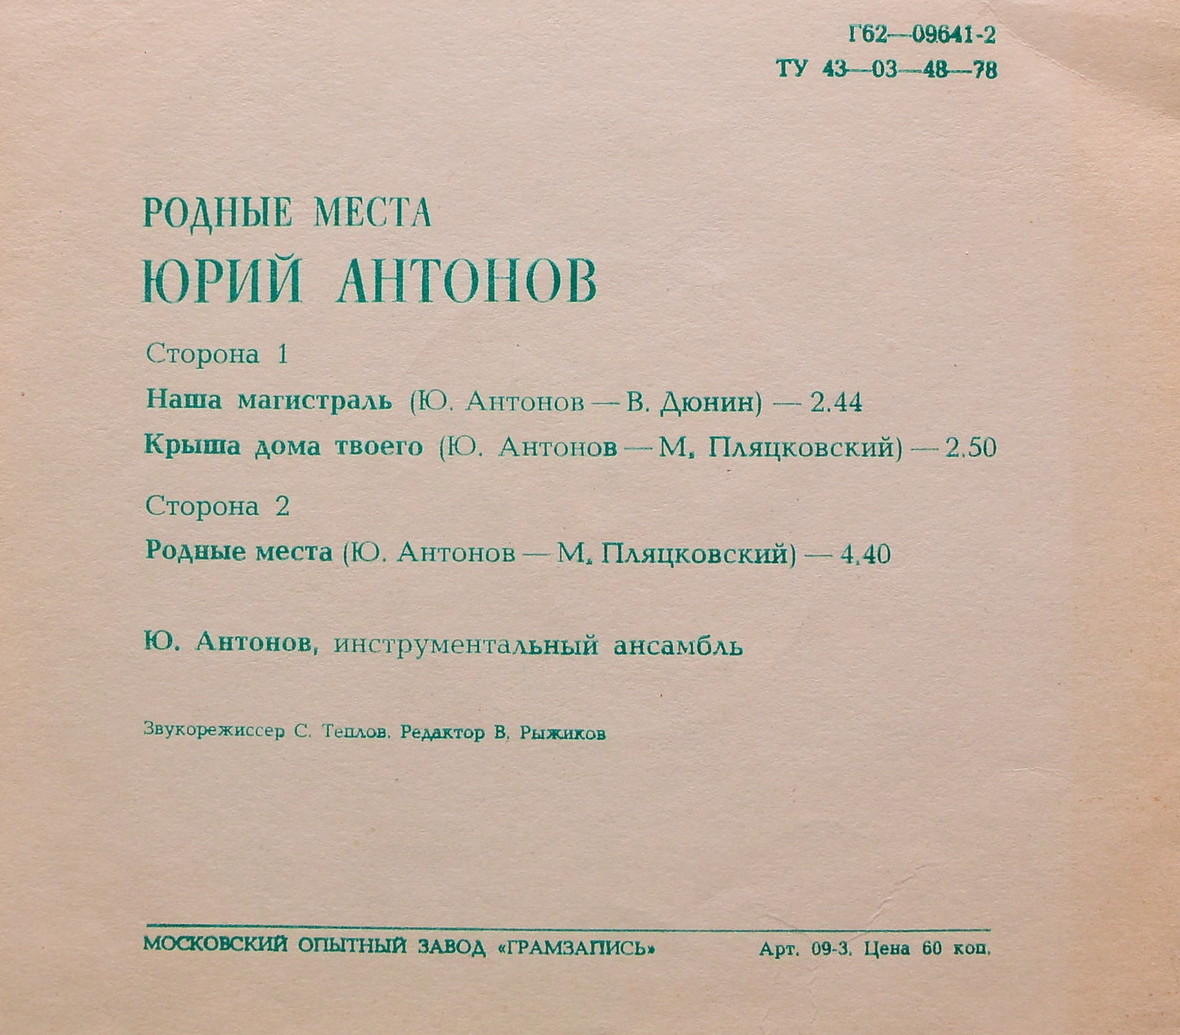 Г62—09641-2
ТУ 43—03—48—78
РОДНЫЕ МЕСТА
ЮРИЙ АНТОНОВ
Сторона 1
Наша магистраль (Ю. Антонов — В. Дюнин) — 2.44
Крыша дома твоего (Ю. Антонов — М. Пляцковский) — 2.50
Сторона 2
Родные места (Ю. Антонов — М. Пляцковский) — 4.40
Ю. Антонов, инструментальный ансамбль
Звукорежиссер С. Теплов. Редактор В. Рыжиков
МОСКОВСКИЙ ОПЫТНЫЙ ЗАВОД «ГРАМЗАПИСЬ» Арт. 09-3. Цена 60 коп.